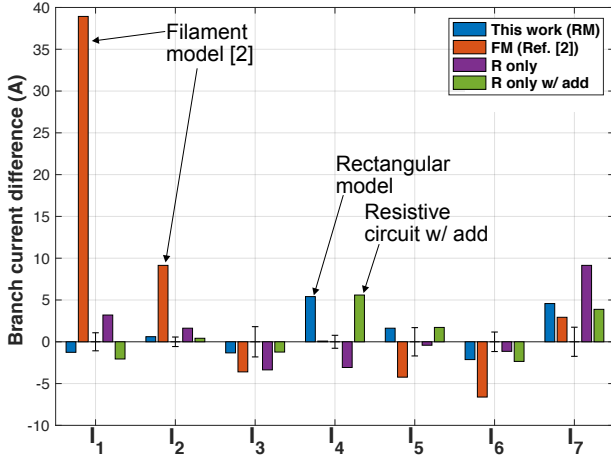 40
35
30
25
20
15
10
5
0
-5
-10
Branch current difference (A)
Filament
model [2]
This work (RM)
FM (Ref. [2])
R only
R only w/ add
Rectangular
model
Resistive
circuit w/ add
I1 I2 I3 I4 I5 I6 I7